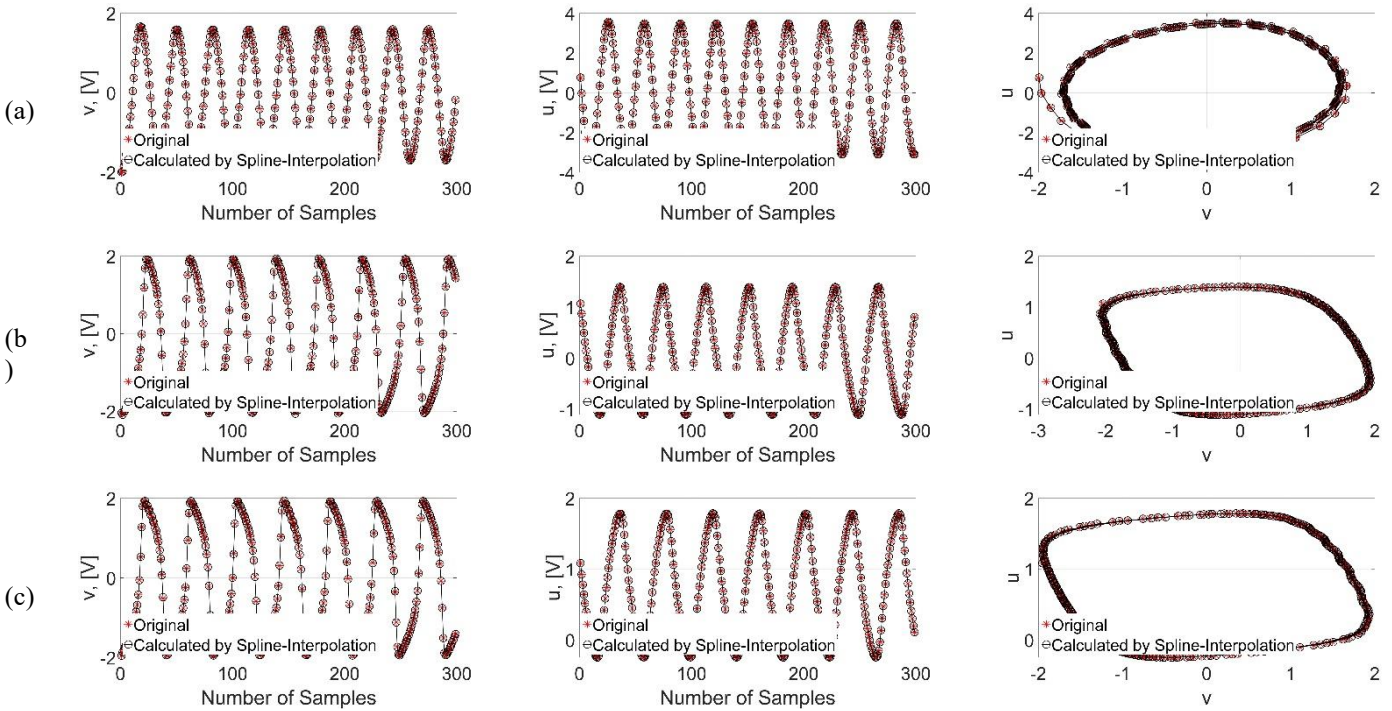 (a)
2
v, [V]
0
-2
*Original
⊖Calculated by Spline-Interpolation
0 100 200 300
Number of Samples
4
2
u, [V]
0
-2
-4
*Original
⊖Calculated by Spline-Interpolation
0 100 200 300
Number of Samples
4
2
u
0
-2
-4
*Original
⊖Calculated by Spline-Interpolation
-2 -1 0 1 2
v
(b
)
2
v, [V]
0
-2
*Original
⊖Calculated by Spline-Interpolation
0 100 200 300
Number of Samples
2
1
u, [V]
0
-1
*Original
⊖Calculated by Spline-Interpolation
0 100 200 300
Number of Samples
2
1
u
0
-1
*Original
⊖Calculated by Spline-Interpolation
-3 -2 -1 0 1 2
v
(c)
2
v, [V]
0
-2
*Original
⊖Calculated by Spline-Interpolation
0 100 200 300
Number of Samples
2
u, [V]
1
0
*Original
⊖Calculated by Spline-Interpolation
0 100 200 300
Number of Samples
2
u
1
0
*Original
⊖Calculated by Spline-Interpolation
-2 -1 0 1 2
v